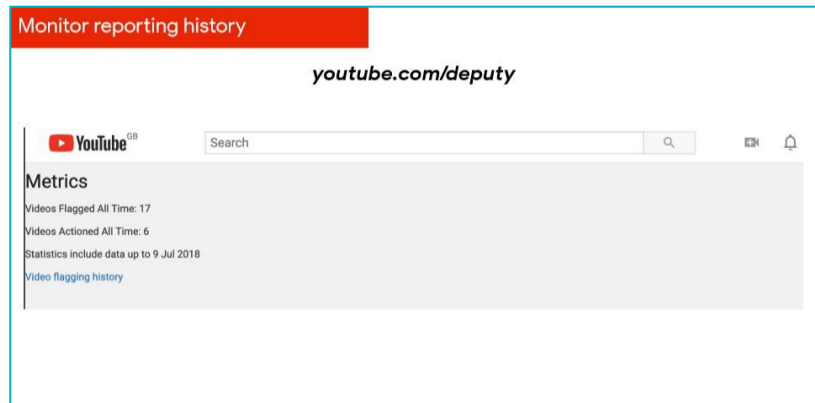 Monitor reporting history
youtube.com/deputy
YouTube GB
Search
Metrics
Videos Flagged All Time: 17
Videos Actioned All Time: 6
Statistics include data up to 9 Jul 2018
Video flagging history